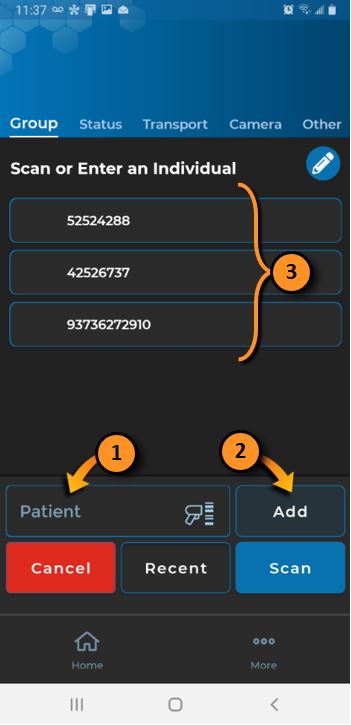 11:37
Group Status Transport Camera Other
Scan or Enter an Individual
52524288
42526737
3
93736272910
1 2
Patient Add
Cancel Recent Scan
Home More